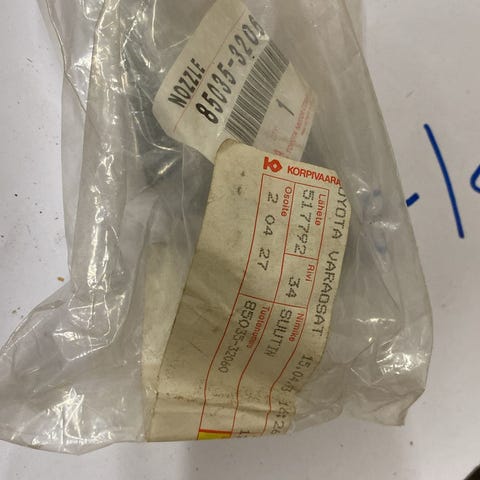 NOZZLE
85035-3206
1
KORPIVAARA
TOYOTA VARAOSAT
Lähete Rivi Nimike
517792 34 SUUTIN
Osoite Tuotenumero
2 04 27 85035-32060